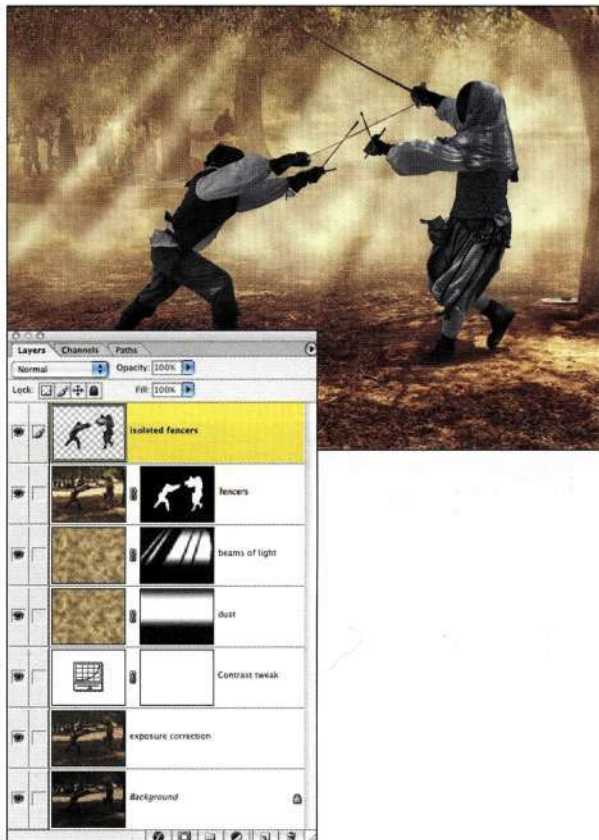 Layers Channels Paths
Normal Opacity: 100%
Lock: Fill: 100%
isolated fencers
fencers
beams of light
dust
Contrast tweak
exposure correction
Background